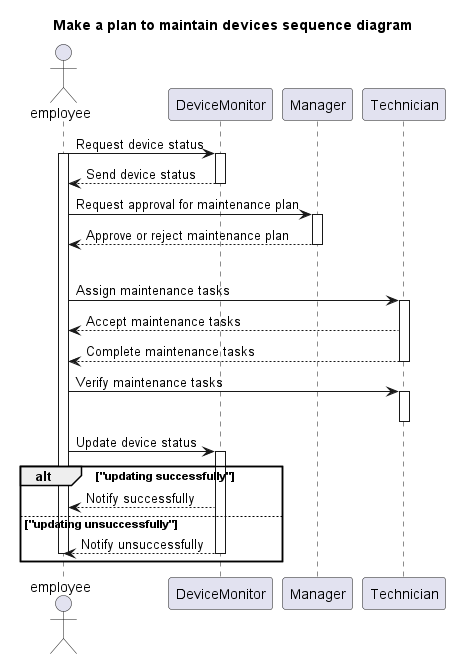 Make a plan to maintain devices sequence diagram
employee
DeviceMonitor
Manager
Technician
Request device status
Send device status
Request approval for maintenance plan
Approve or reject maintenance plan
Assign maintenance tasks
Accept maintenance tasks
Complete maintenance tasks
Verify maintenance tasks
Update device status
alt ["updating successfully"]
Notify successfully
["updating unsuccessfully"]
Notify unsuccessfully
employee
DeviceMonitor
Manager
Technician